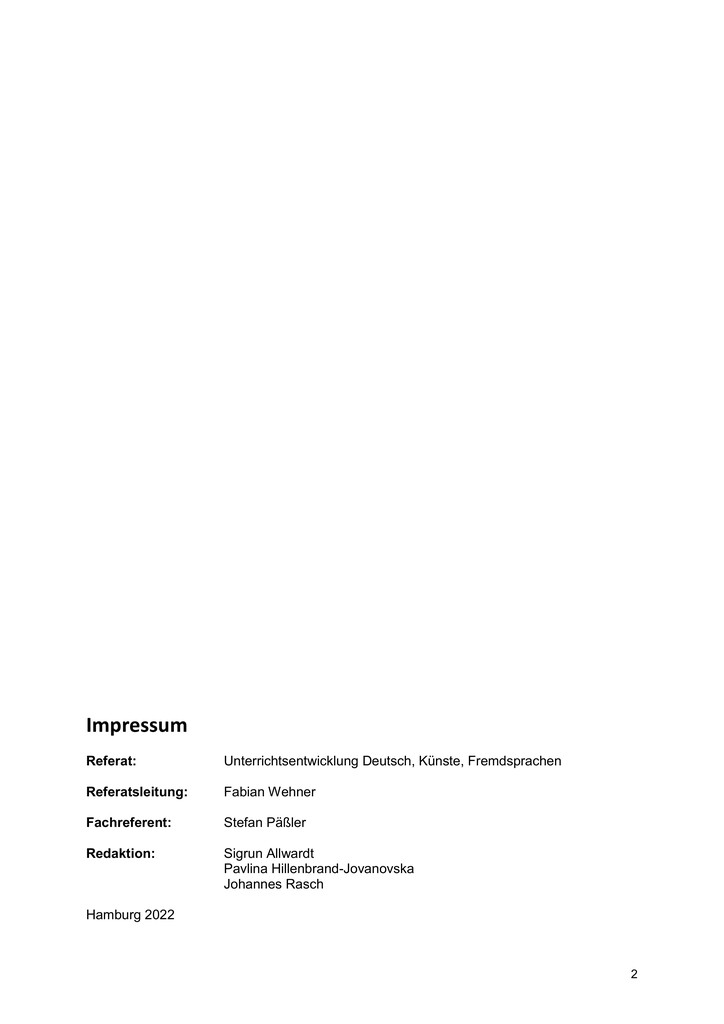 Impressum
Referat: Unterrichtsentwicklung Deutsch, Künste, Fremdsprachen
Referatsleitung: Fabian Wehner
Fachreferent: Stefan Päßler
Redaktion: Sigrun Allwardt
Pavlina Hillenbrand-Jovanovska
Johannes Rasch
Hamburg 2022
2